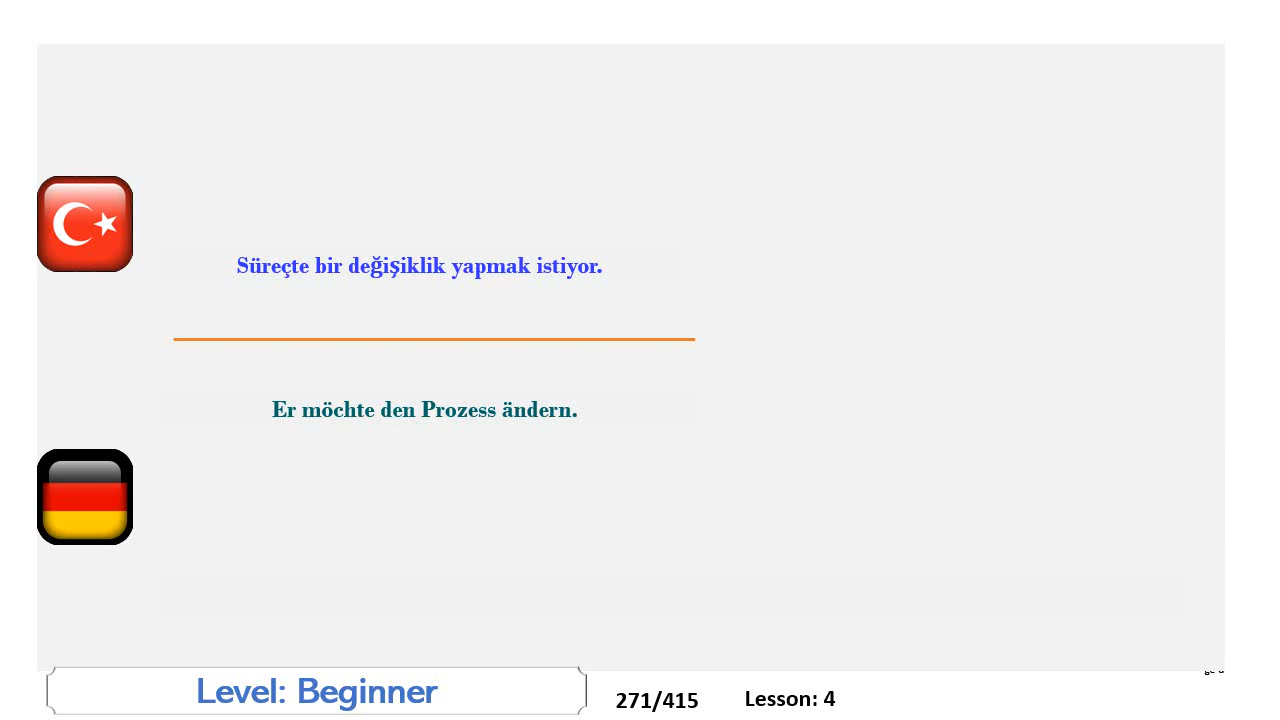 Süreçte bir değişiklik yapmak istiyor.
Er möchte den Prozess ändern.
Level: Beginner
271/415
Lesson: 4